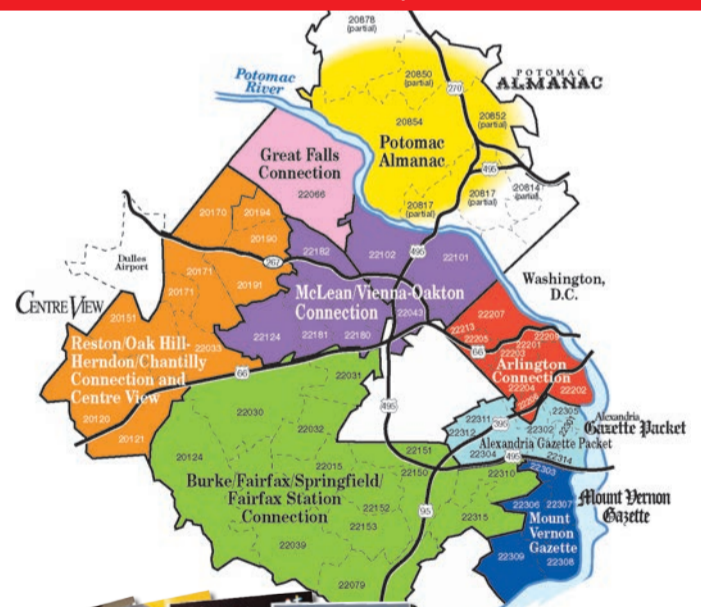 20878
(partial)
Potomac
River
20850
(partial)
270
POTOMAC
ALMANAC
20854
20852
(partial)
Potomac
Almanac
Great Falls
Connection
22066
495
20817
(partial)
20814
(partial)
20817
(partial)
20170
20194
20190
22182
22102
495
22101
Dulles
Airport
267
20171
20171
20191
Washington,
D.C.
CENTRE VIEW
McLean/Vienna-Oakton
Connection
22043
22207
20151
22124
22181
22180
22213
22205
22209
22201
22203
66
Reston/Oak Hill-
Herndon/Chantilly
Connection and
Centre View
22033
66
Arlington
Connection
22204
22202
22206
22031
495
20120
20121
22030
22032
22311
22312
395
22305
22302
22301
Alexandria
Gazette Packet
Alexandria Gazette Packet
22304
495
22314
20124
22015
22151
22150
22310
22303
Burke/Fairfax/Springfield/
Fairfax Station
Connection
22152
22153
95
22315
22306
22307
Mount Vernon
Gazette
Mount
Vernon
Gazette
22039
22309
22308
22079